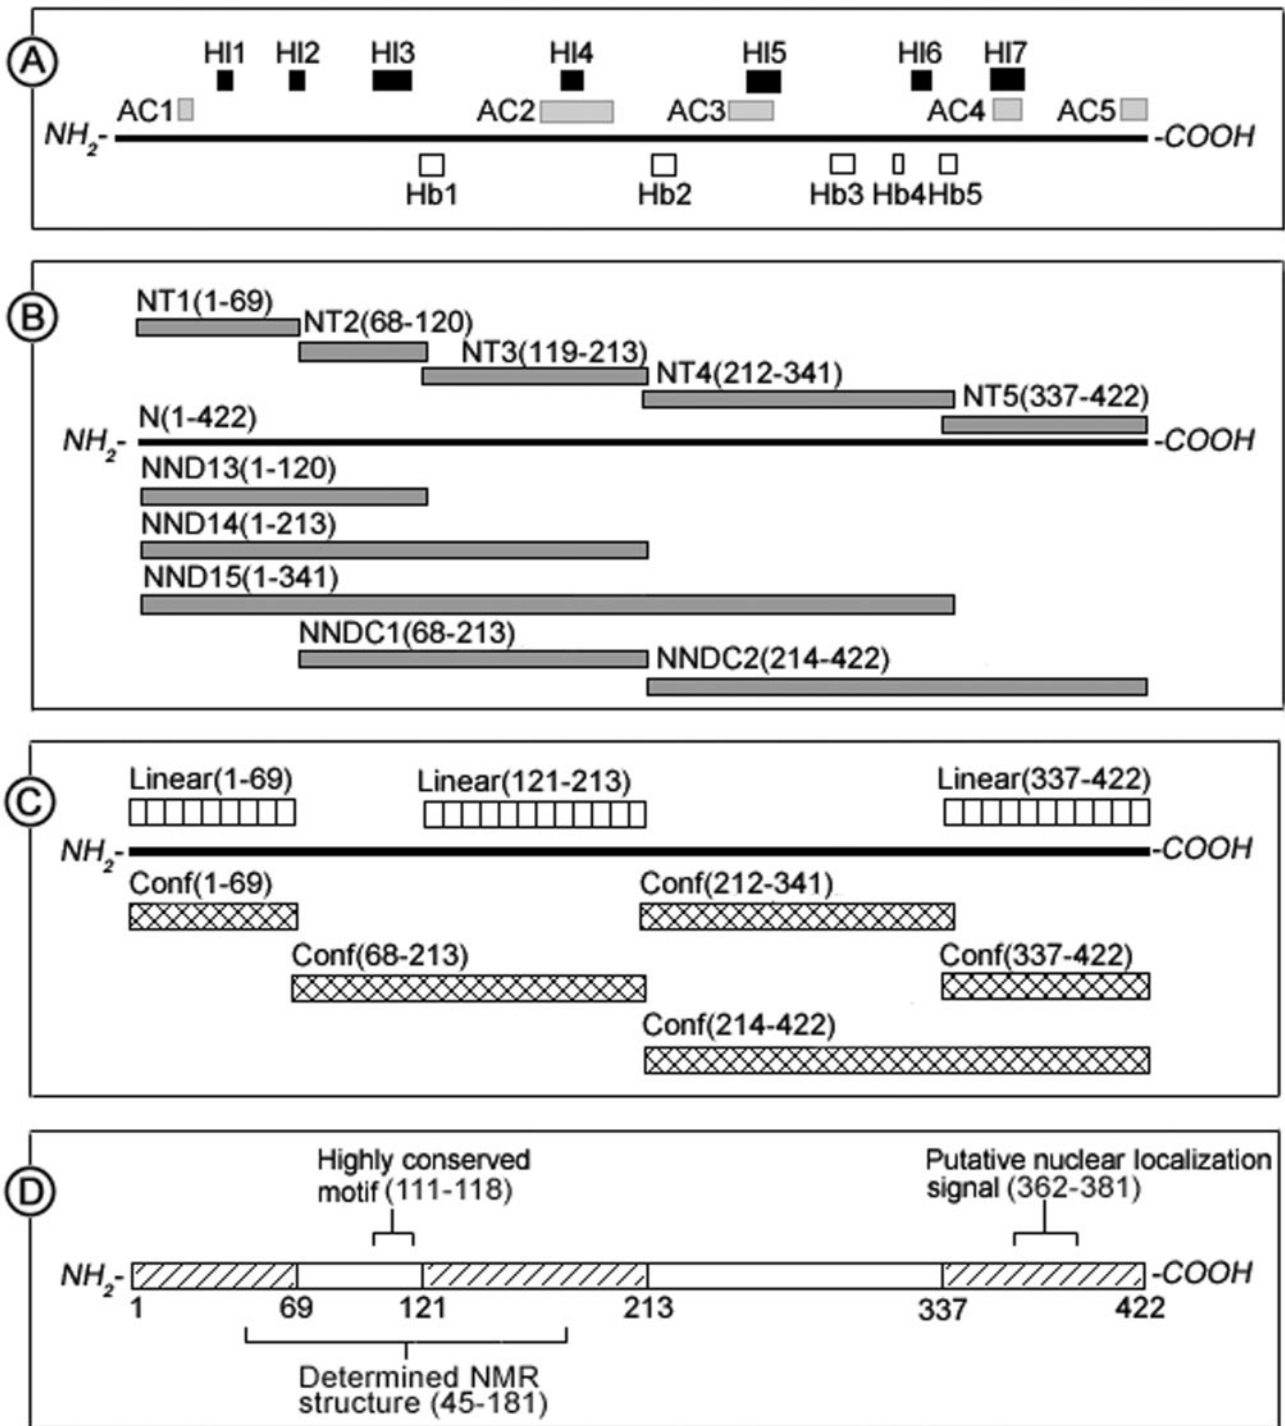 A
HI1 HI2 HI3 HI4 HI5 HI6 HI7
AC1 AC2 AC3 AC4 AC5
NH2- -COOH
Hb1 Hb2 Hb3 Hb4 Hb5
B
NT1(1-69)
NT2(68-120)
NT3(119-213)
NT4(212-341)
NT5(337-422)
N(1-422)
NH2- -COOH
NND13(1-120)
NND14(1-213)
NND15(1-341)
NNDC1(68-213)
NNDC2(214-422)
C
Linear(1-69) Linear(121-213) Linear(337-422)
NH2- -COOH
Conf(1-69) Conf(212-341)
Conf(68-213) Conf(337-422)
Conf(214-422)
D
Highly conserved
motif (111-118)
Putative nuclear localization
signal (362-381)
NH2- -COOH
1 69 121 213 337 422
Determined NMR
structure (45-181)